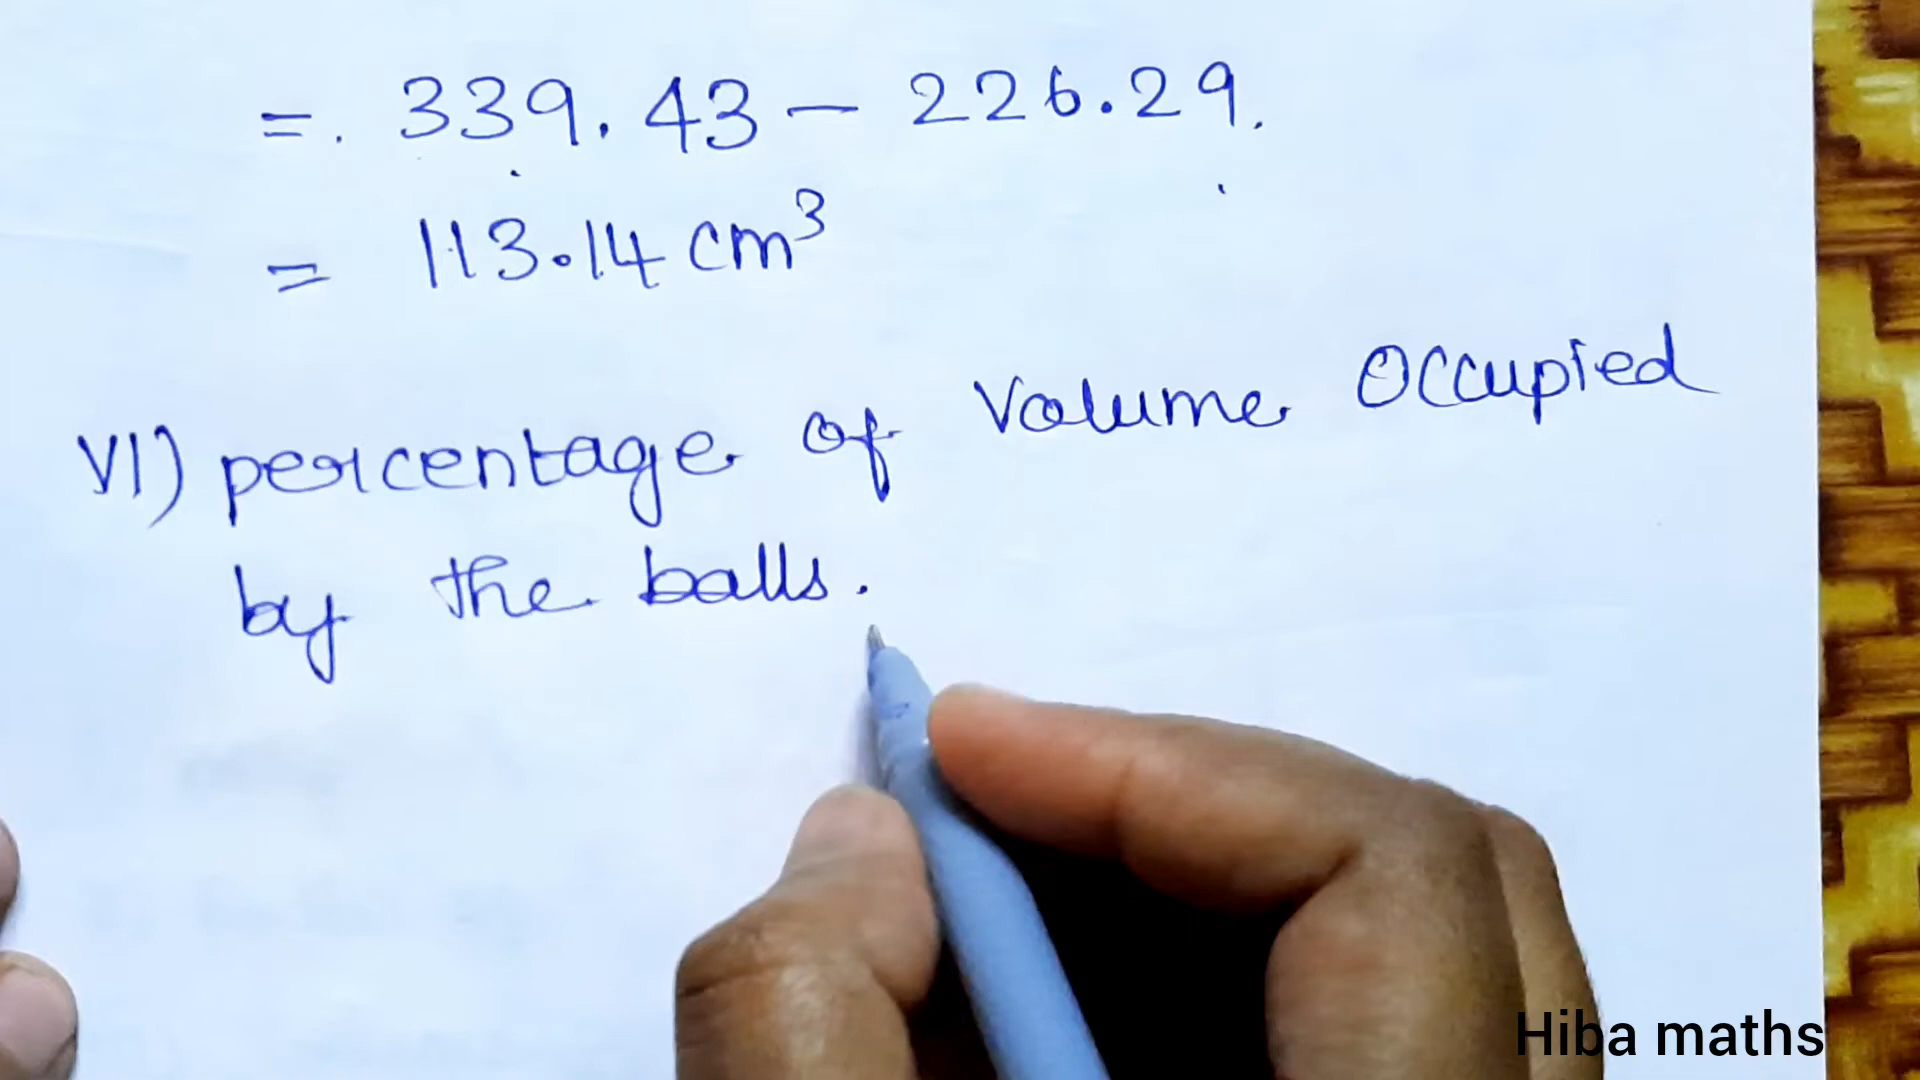 =. 339.43 - 226.29.
= 113.14 cm³
VI) percentage of volume occupied
by the balls.
Hiba maths